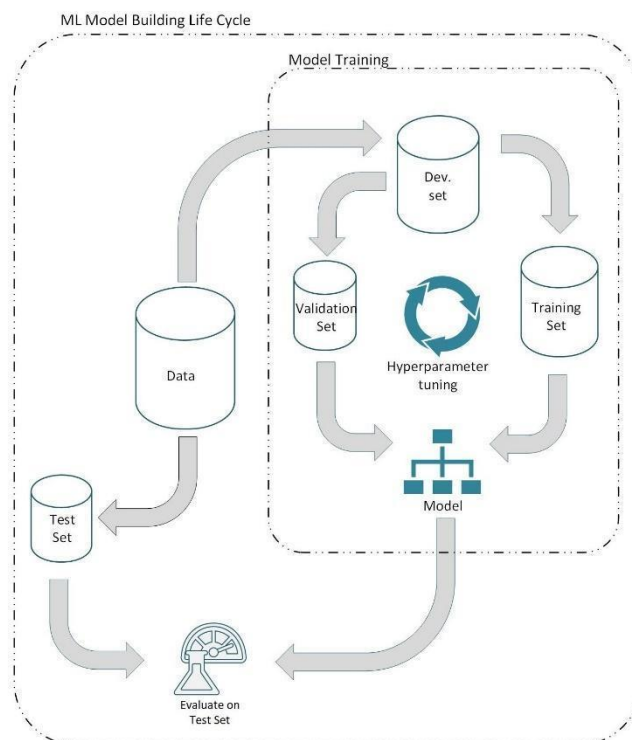 ML Model Building Life Cycle
Model Training
Dev.
set
Validation
Set
Training
Set
Hyperparameter
tuning
Data
Model
Test
Set
Evaluate on
Test Set